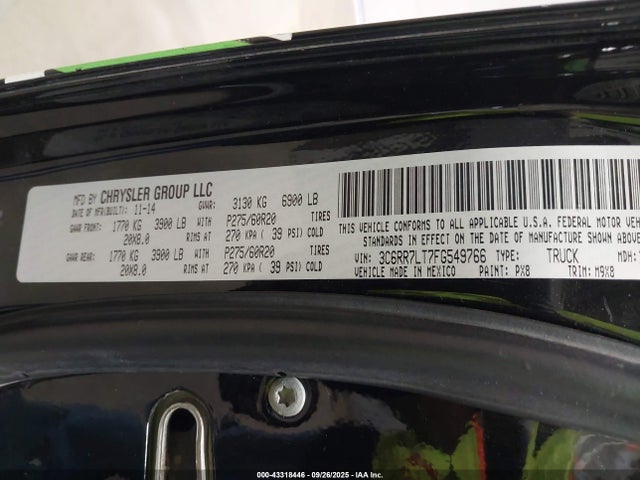 MFD BY CHRYSLER GROUP LLC GVWR: 3130 KG 6900 LB
DATE OF MFR(BUILT): 11-14
GAWR FRONT: 1770 KG 3900 LB WITH P275/60R20 TIRES
20X8.0 RIMS AT 270 KPA ( 39 PSI) COLD
GAWR REAR: 1770 KG 3900 LB WITH P275/60R20 TIRES
20X8.0 RIMS AT 270 KPA ( 39 PSI) COLD
THIS VEHICLE CONFORMS TO ALL APPLICABLE U.S.A. FEDERAL MOTOR
STANDARDS IN EFFECT ON THE DATE OF MANUFACTURE SHOWN
VIN: 3C6RR7LT7FG549766 TYPE: TRUCK MDH:
MADE IN MEXICO PAINT: PX8 TRIM: M9X8
000-43318446 - 09/26/2025 - IAA Inc.